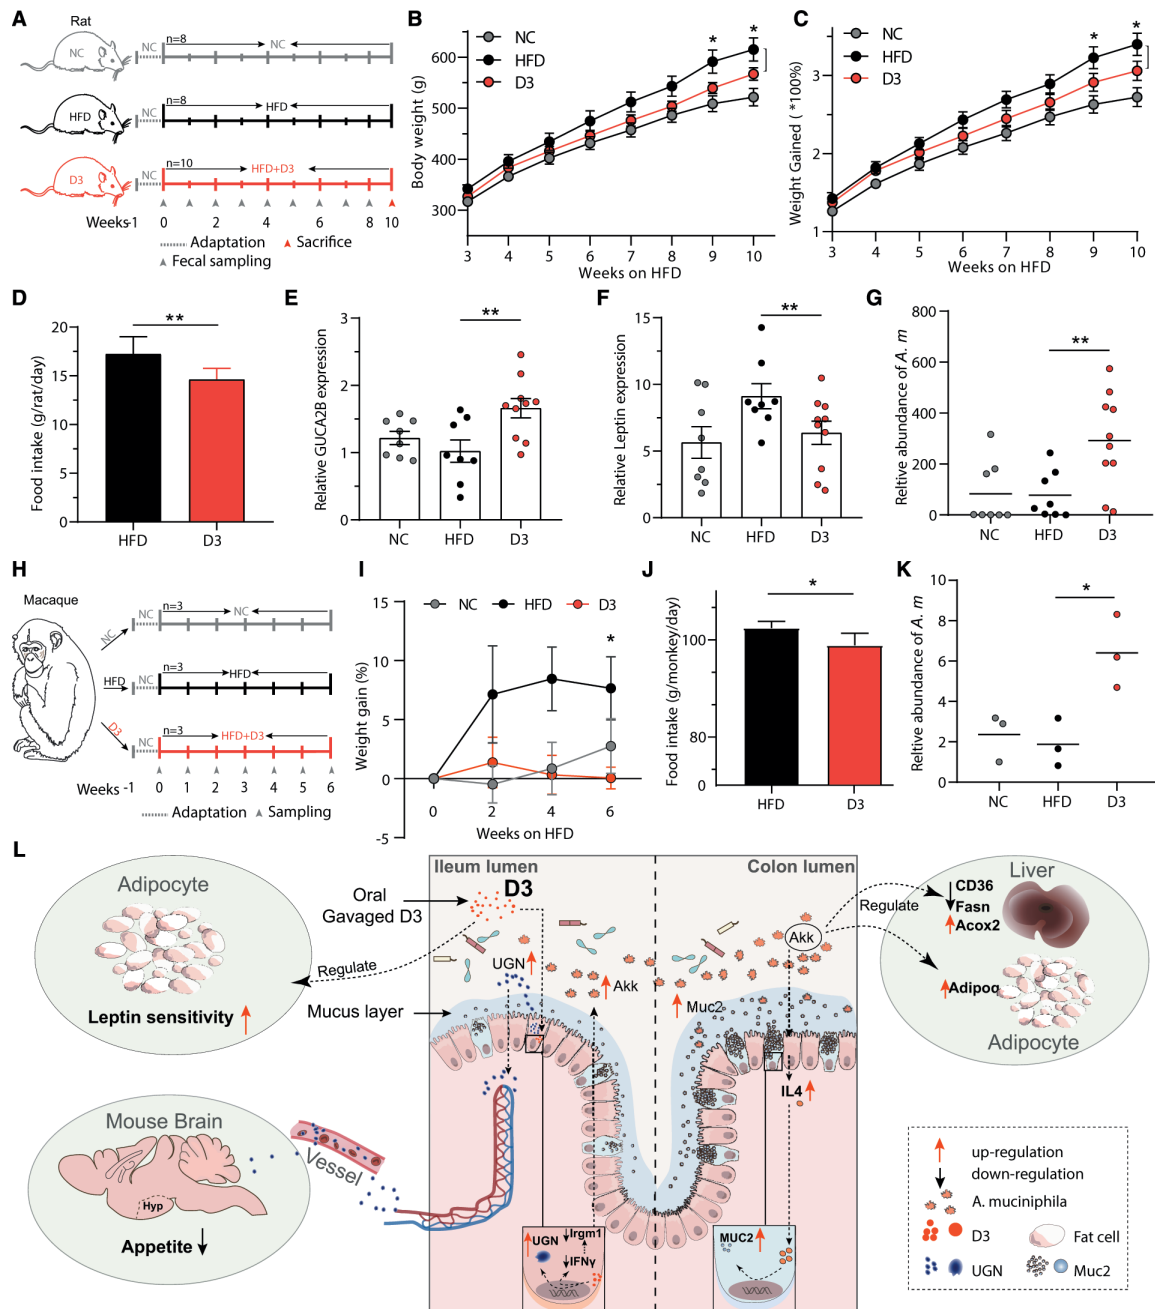 A
Rat
NC
NC
n=8
NC
HFD
NC
n=8
HFD
D3
NC
n=10
HFD+D3
Weeks-1
0
2
4
6
8
10
Adaptation
Sacrifice
Fecal sampling
B
NC
HFD
D3
*
*
Body weight (g)
600
500
400
300
3
4
5
6
7
8
9
10
Weeks on HFD
C
NC
HFD
D3
*
*
Weight Gained ( *100%)
3
2
1
3
4
5
6
7
8
9
10
Weeks on HFD
D
**
Food intake (g/rat/day)
20
15
10
5
0
HFD
D3
E
**
Relative GUCA2B expression
3
2
1
0
NC
HFD
D3
F
**
Relative Leptin expression
15
10
5
0
NC
HFD
D3
G
**
Reltive abundance of A. m
800
600
400
200
0
NC
HFD
D3
H
Macaque
NC
NC
n=3
NC
HFD
NC
n=3
HFD
D3
NC
n=3
HFD+D3
Weeks -1
0
1
2
3
4
5
6
Adaptation
Sampling
I
NC
HFD
D3
*
Weight gain (%)
15
10
5
0
-5
0
2
4
6
Weeks on HFD
J
*
Food intake (g/monkey/day)
100
80
0
HFD
D3
K
*
Reltive abundance of A. m
10
8
6
4
2
0
NC
HFD
D3
L
Adipocyte
Leptin sensitivity
Oral
Gavaged D3
Regulate
Mucus layer
Ileum lumen
D3
UGN
Akk
Colon lumen
Akk
Muc2
IL4
Regulate
Liver
CD36
Fasn
Acox2
Adipoq
Adipocyte
Mouse Brain
Hyp
Appetite
Vessel
UGN
Irgm1
IFNγ
MUC2
up-regulation
down-regulation
A. muciniphila
D3
Fat cell
UGN
Muc2